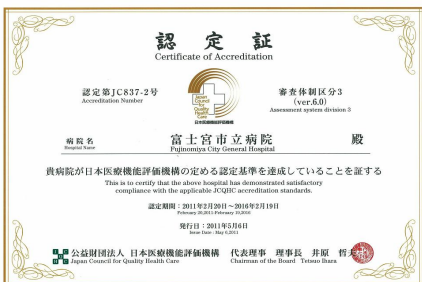 認定証
Certificate of Accreditation
認定第JC837-2号
Accreditation Number
Japan
Council for
Quality
Health
Care
日本医療機能評価機構
審査体制区分3
(ver.6.0)
Assessment system division 3
病院名
Hospital Name
富士宮市立病院 殿
Fujinomiya City General Hospital
貴病院が日本医療機能評価機構の定める認定基準を達成していることを証する
This is to certify that the above hospital has demonstrated satisfactory
compliance with the applicable JCQHC accreditation standards.
認定期間：2011年2月20日～2016年2月19日
February 20,2011-February 19,2016
発行日：2011年5月6日
Issue Date : May 6,2011
公益財団法人 日本医療機能評価機構
Japan Council for Quality Health Care
代表理事 理事長 井原 哲夫
Chairman of the Board Tetsuo Ihara